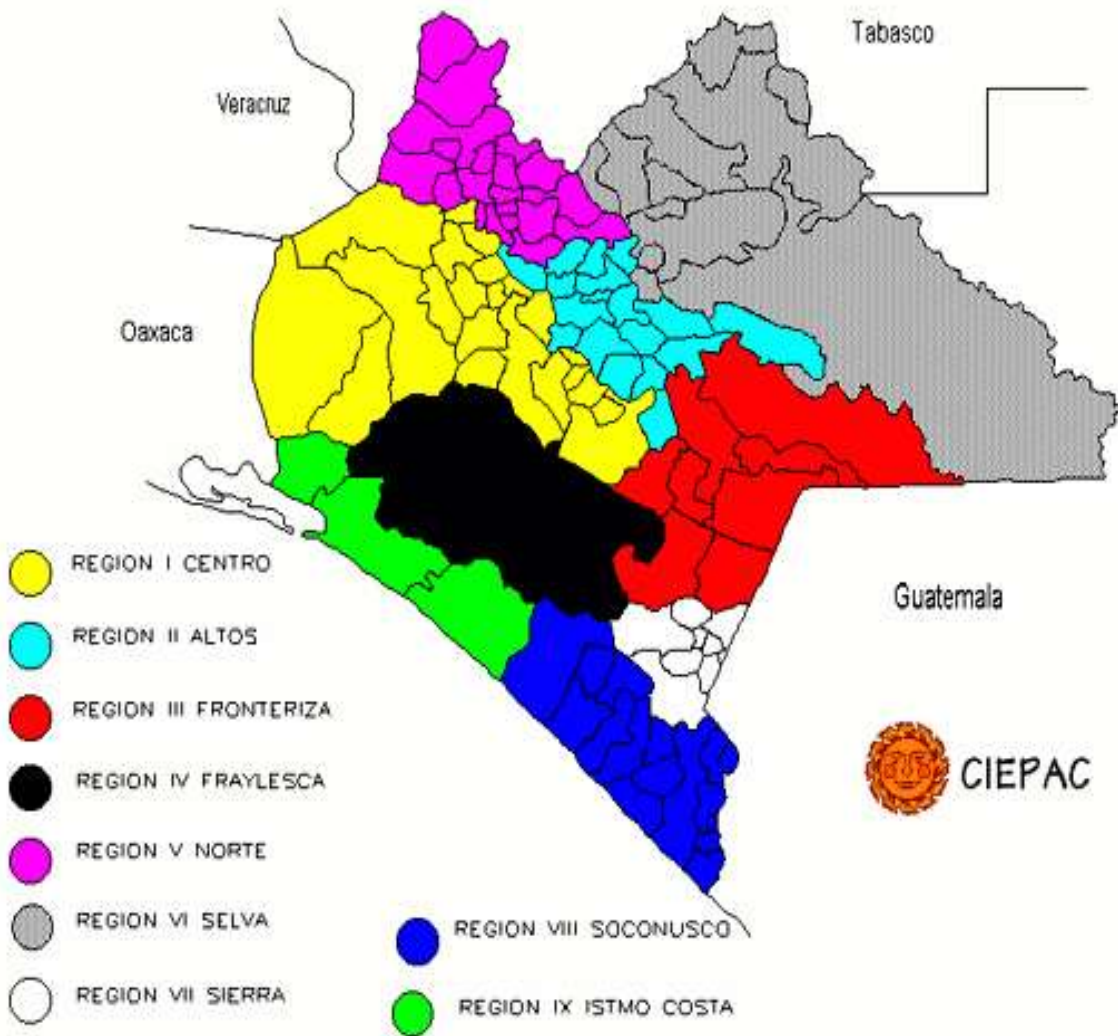 Tabasco
Veracruz
Oaxaca
Guatemala
REGION I CENTRO
REGION II ALTOS
REGION III FRONTERIZA
REGION IV FRAYLESCA
REGION V NORTE
REGION VI SELVA
REGION VII SIERRA
REGION VIII SOCONUSCO
REGION IX ISTMO COSTA
CIEPAC